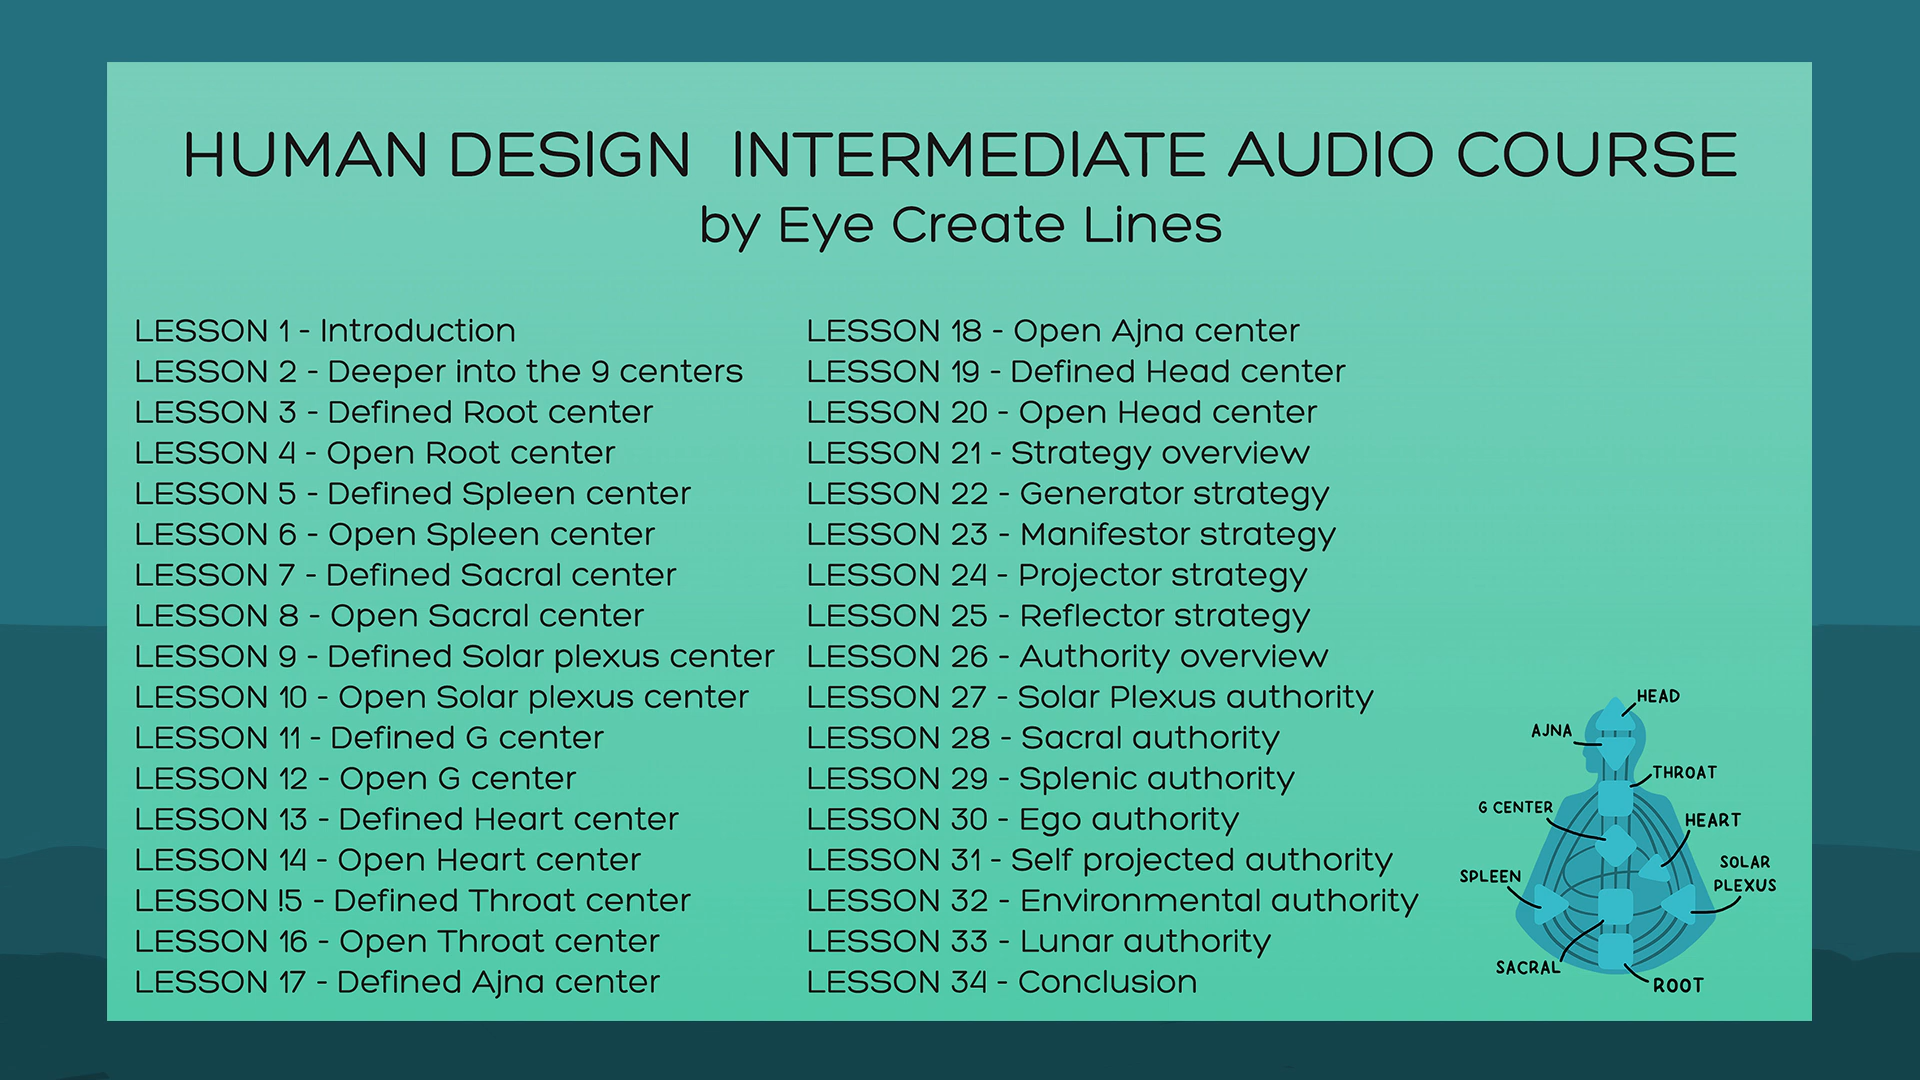 HUMAN DESIGN  INTERMEDIATE AUDIO COURSE
by Eye Create Lines
LESSON 1 - Introduction
LESSON 2 - Deeper into the 9 centers
LESSON 3 - Defined Root center
LESSON 4 - Open Root center
LESSON 5 - Defined Spleen center
LESSON 6 - Open Spleen center
LESSON 7 - Defined Sacral center
LESSON 8 - Open Sacral center
LESSON 9 - Defined Solar plexus center
LESSON 10 - Open Solar plexus center
LESSON 11 - Defined G center
LESSON 12 - Open G center
LESSON 13 - Defined Heart center
LESSON 14 - Open Heart center
LESSON !5 - Defined Throat center
LESSON 16 - Open Throat center
LESSON 17 - Defined Ajna center
LESSON 18 - Open Ajna center
LESSON 19 - Defined Head center
LESSON 20 - Open Head center
LESSON 21 - Strategy overview
LESSON 22 - Generator strategy
LESSON 23 - Manifestor strategy
LESSON 24 - Projector strategy
LESSON 25 - Reflector strategy
LESSON 26 - Authority overview
LESSON 27 - Solar Plexus authority
LESSON 28 - Sacral authority
LESSON 29 - Splenic authority
LESSON 30 - Ego authority
LESSON 31 - Self projected authority
LESSON 32 - Environmental authority
LESSON 33 - Lunar authority
LESSON 34 - Conclusion
HEAD
AJNA
THROAT
G CENTER
HEART
SOLAR
PLEXUS
SPLEEN
SACRAL
ROOT